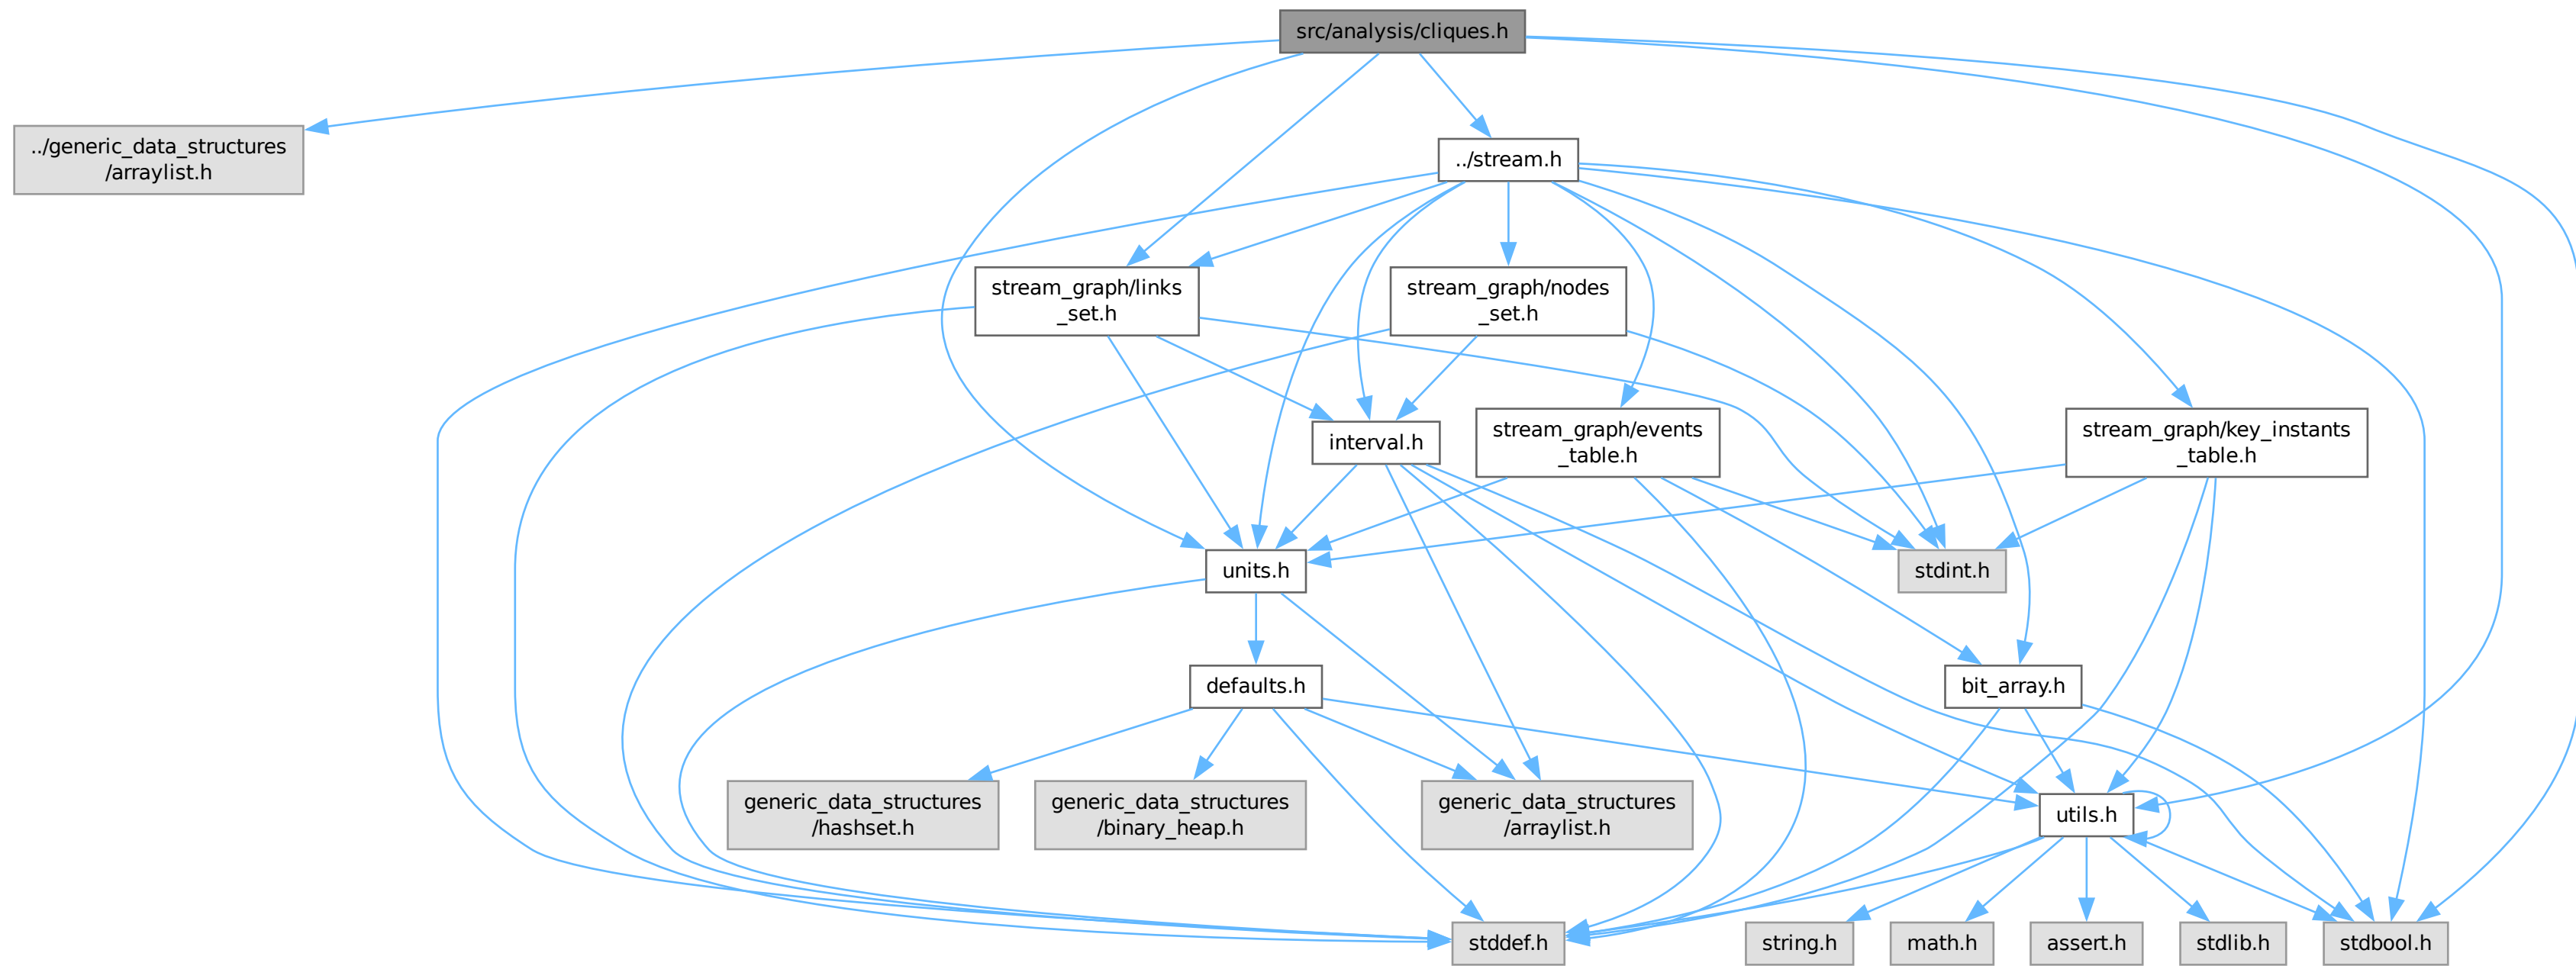 src/analysis/cliques.h
../generic_data_structures
/arraylist.h
../stream.h
stream_graph/links
_set.h
stream_graph/nodes
_set.h
interval.h
stream_graph/events
_table.h
stream_graph/key_instants
_table.h
units.h
stdint.h
defaults.h
bit_array.h
generic_data_structures
/hashset.h
generic_data_structures
/binary_heap.h
generic_data_structures
/arraylist.h
utils.h
stddef.h
string.h
math.h
assert.h
stdlib.h
stdbool.h